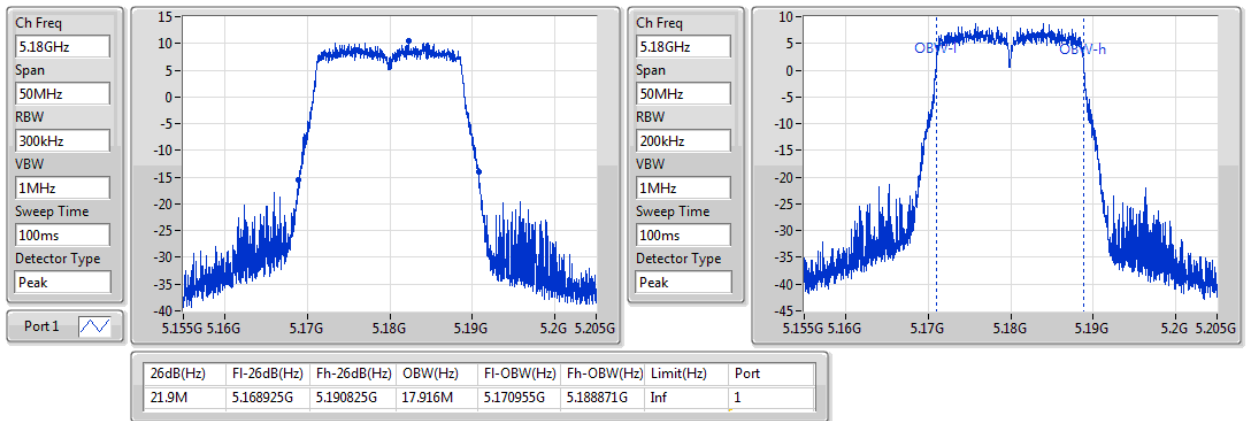 Ch Freq
5.18GHz
Span
50MHz
RBW
300kHz
VBW
1MHz
Sweep Time
100ms
Detector Type
Peak
Port 1
15
10
5
0
-5
-10
-15
-20
-25
-30
-35
-40
5.155G 5.16G 5.17G 5.18G 5.19G 5.2G 5.205G
Ch Freq
5.18GHz
Span
50MHz
RBW
200kHz
VBW
1MHz
Sweep Time
100ms
Detector Type
Peak
10
5
0
-5
-10
-15
-20
-25
-30
-35
-40
-45
OBW-l OBW-h
5.155G 5.16G 5.17G 5.18G 5.19G 5.2G 5.205G
26dB(Hz) Fl-26dB(Hz) Fh-26dB(Hz) OBW(Hz) Fl-OBW(Hz) Fh-OBW(Hz) Limit(Hz) Port
21.9M 5.168925G 5.190825G 17.916M 5.170955G 5.188871G Inf 1